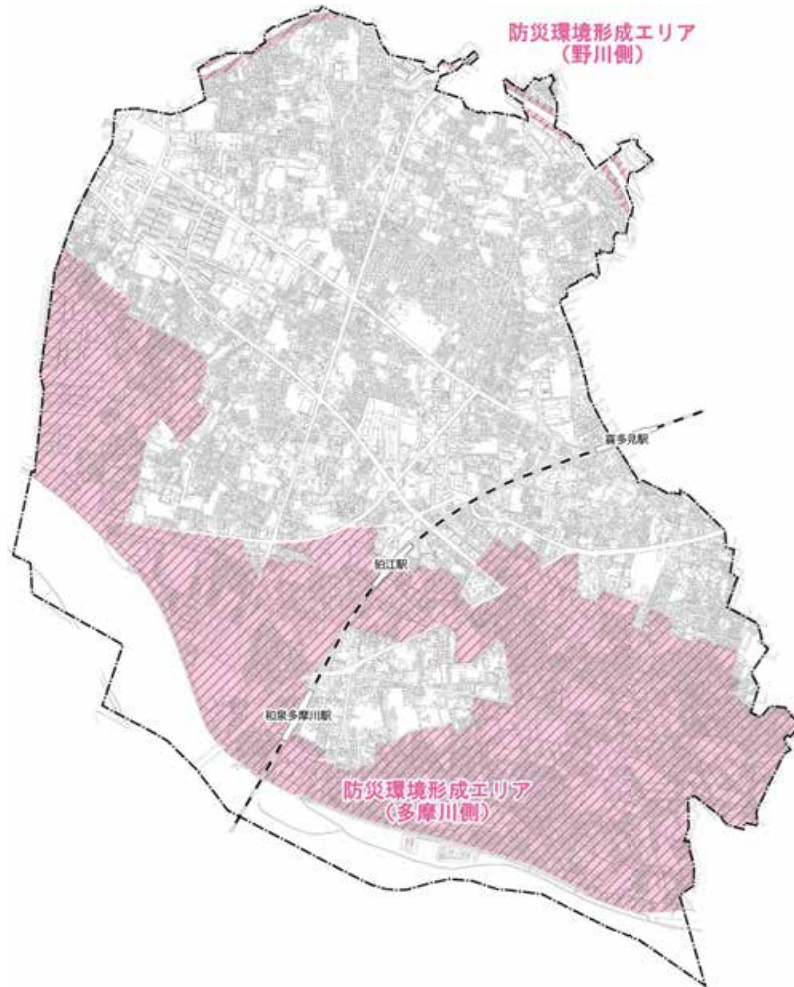 防災環境形成エリア
（野川側）
喜多見駅
狛江駅
和泉多摩川駅
防災環境形成エリア
（多摩川側）